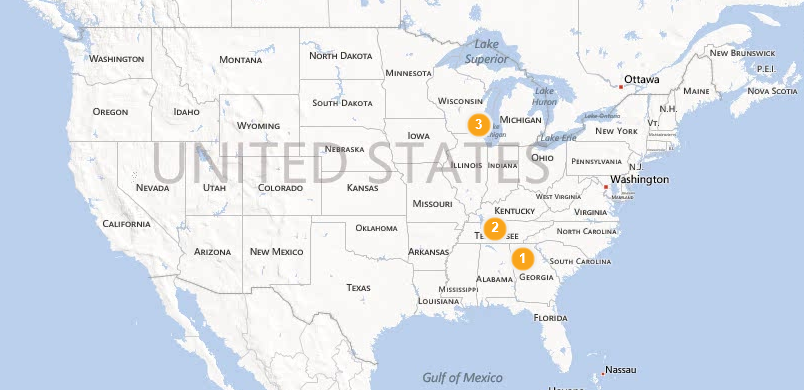 NEW BRUNSWICK
Lake
Superior
WASHINGTON
MONTANA
NORTH DAKOTA
P.E.I.
MINNESOTA
Ottawa
MAINE
NOVA SCOTIA
Lake
Huron
WISCONSIN
SOUTH DAKOTA
OREGON
IDAHO
WYOMING
MICHIGAN
N.H.
Lake Ontario
VT.
3
NEW YORK
IOWA
Lake Erie
NEBRASKA
UNITED STATES
OHIO
PENNSYLVANIA
ILLINOIS
INDIANA
N.J.
Washington
NEVADA
UTAH
COLORADO
KANSAS
WEST VIRGINIA
MISSOURI
KENTUCKY
VIRGINIA
CALIFORNIA
2
OKLAHOMA
NORTH CAROLINA
ARIZONA
NEW MEXICO
ARKANSAS
1
SOUTH CAROLINA
ALABAMA
GEORGIA
TEXAS
MISSISSIPPI
LOUISIANA
FLORIDA
Nassau
Gulf of Mexico